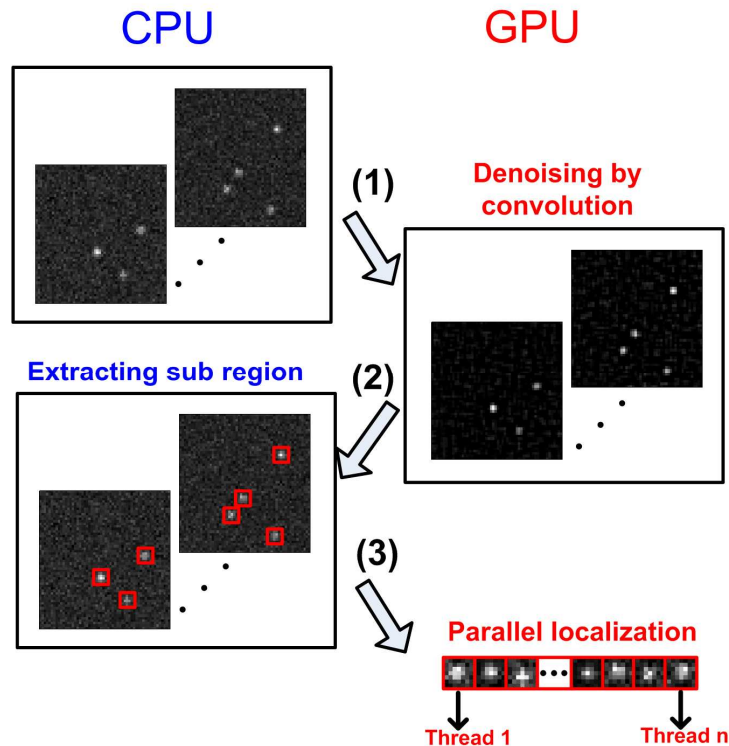 CPU
GPU
(1)
Denoising by
convolution
Extracting sub region
(2)
(3)
Parallel localization
...
Thread 1
Thread n